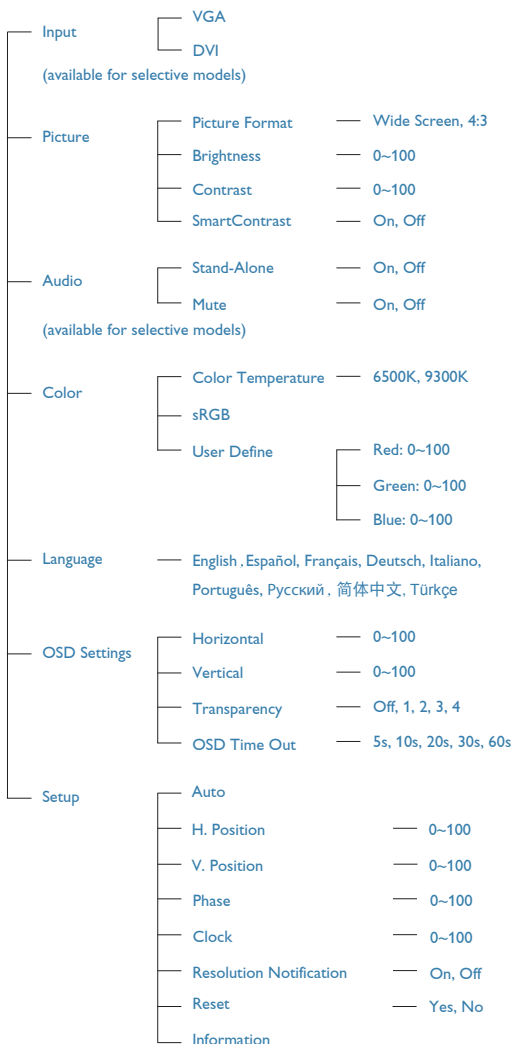 Input
VGA
DVI
(available for selective models)
Picture
Picture Format Wide Screen, 4:3
Brightness 0~100
Contrast 0~100
SmartContrast On, Off
Audio
Stand-Alone On, Off
Mute On, Off
(available for selective models)
Color
Color Temperature 6500K, 9300K
sRGB
User Define Red: 0~100
Green: 0~100
Blue: 0~100
Language English , Español, Français, Deutsch, Italiano,
Português, Русский , 简体中文, Türkçe
OSD Settings
Horizontal 0~100
Vertical 0~100
Transparency Off, 1, 2, 3, 4
OSD Time Out 5s, 10s, 20s, 30s, 60s
Setup
Auto
H. Position 0~100
V. Position 0~100
Phase 0~100
Clock 0~100
Resolution Notification On, Off
Reset Yes, No
Information